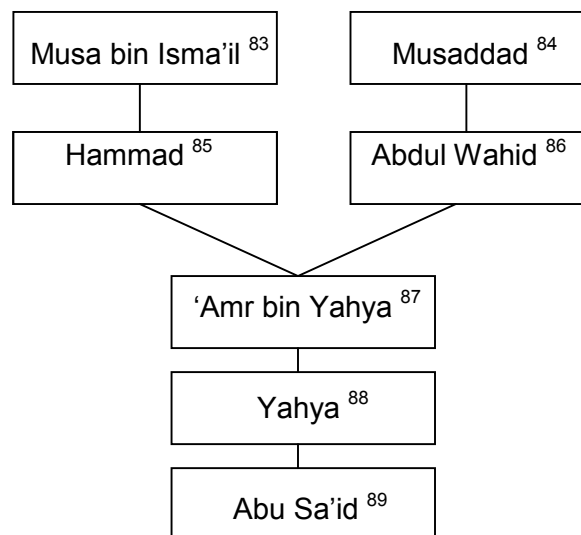 Musa bin Isma’il 83
Musaddad 84
Hammad 85
Abdul Wahid 86
‘Amr bin Yahya 87
Yahya 88
Abu Sa’id 89